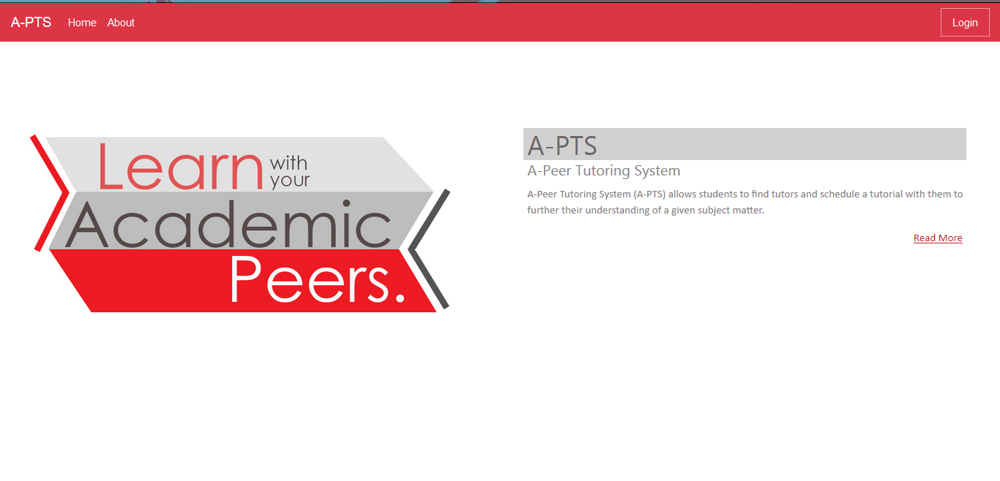 A-PTS Home About Login
Learn with
your
Academic
Peers.
A-PTS
A-Peer Tutoring System
A-Peer Tutoring System (A-PTS) allows students to find tutors and schedule a tutorial with them to
further their understanding of a given subject matter.
Read More